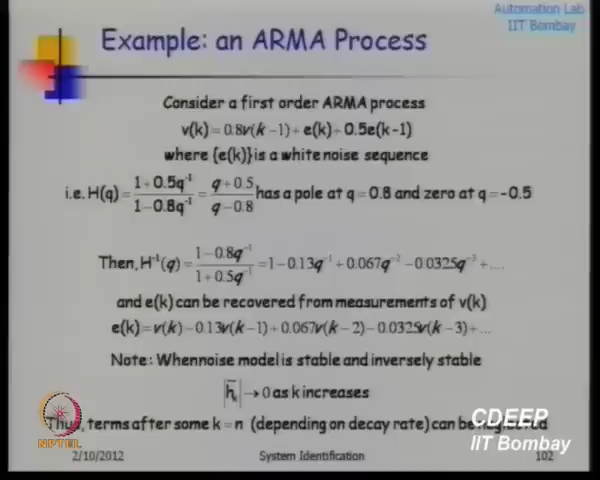 Automation Lab
IIT Bombay
Example: an ARMA Process
Consider a first order ARMA process
v(k) = 0.8v(k−1) + e(k) + 0.5e(k−1)
where {e(k)} is a white noise sequence
i.e. H(q) = (1 + 0.5q⁻¹)/(1 − 0.8q⁻¹) = (q + 0.5)/(q − 0.8) has a pole at q = 0.8 and zero at q = -0.5
Then, H⁻¹(q) = (1 − 0.8q⁻¹)/(1 + 0.5q⁻¹) = 1 − 0.13q⁻¹ + 0.067q⁻² − 0.0325q⁻³ + ....
and e(k) can be recovered from measurements of v(k)
e(k) = v(k) − 0.13v(k−1) + 0.067v(k−2) − 0.0325v(k−3) + ...
Note: When noise model is stable and inversely stable
|h̃ₖ| → 0 as k increases
Thus, terms after some k = n (depending on decay rate) can be neglected
NPTEL
CDEEP
IIT Bombay
2/10/2012
System Identification
102